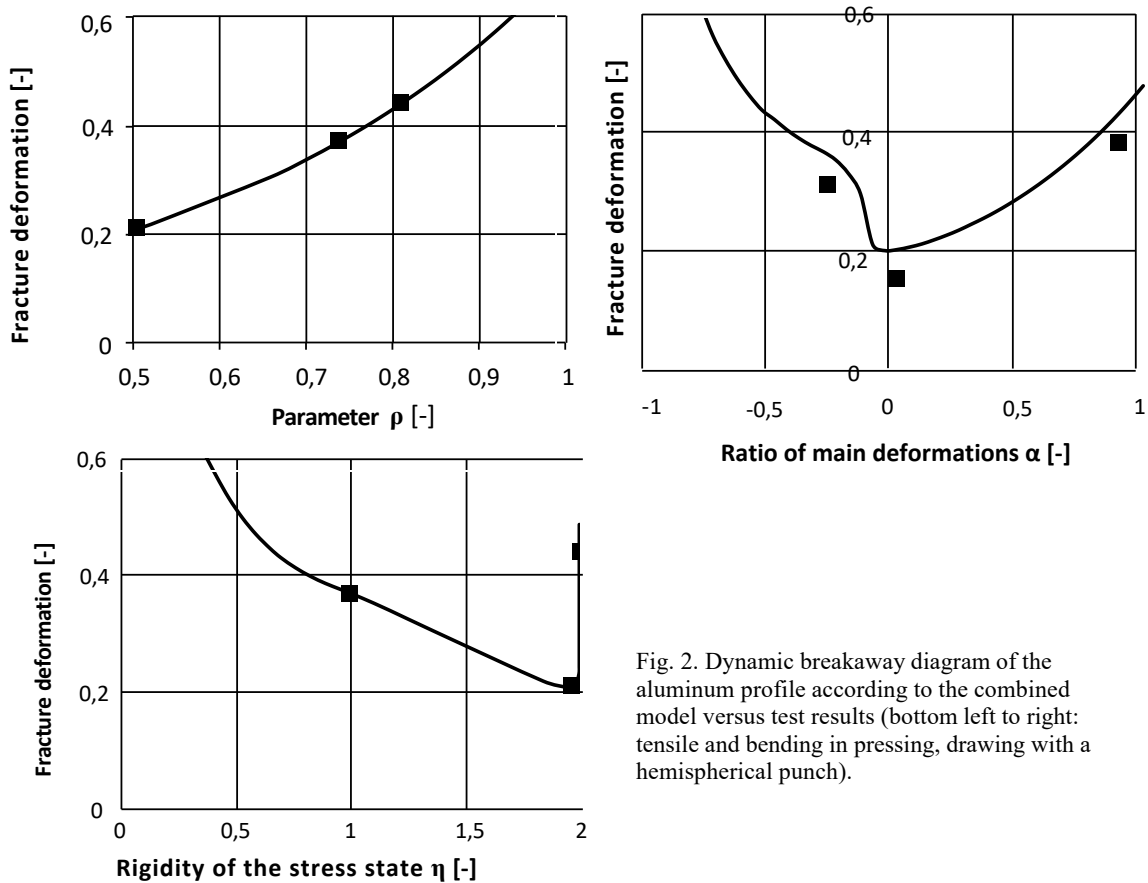 Fracture deformation [-]
0,6
0,4
0,2
0
0,5
0,6
0,7
0,8
0,9
1
Parameter ρ [-]
Fracture deformation [-]
0,6
0,4
0,2
0
-1
-0,5
0
0,5
1
Ratio of main deformations α [-]
Fracture deformation [-]
0,6
0,4
0,2
0
0
0,5
1
1,5
2
Rigidity of the stress state η [-]
Fig. 2. Dynamic breakaway diagram of the
aluminum profile according to the combined
model versus test results (bottom left to right:
tensile and bending in pressing, drawing with a
hemispherical punch).